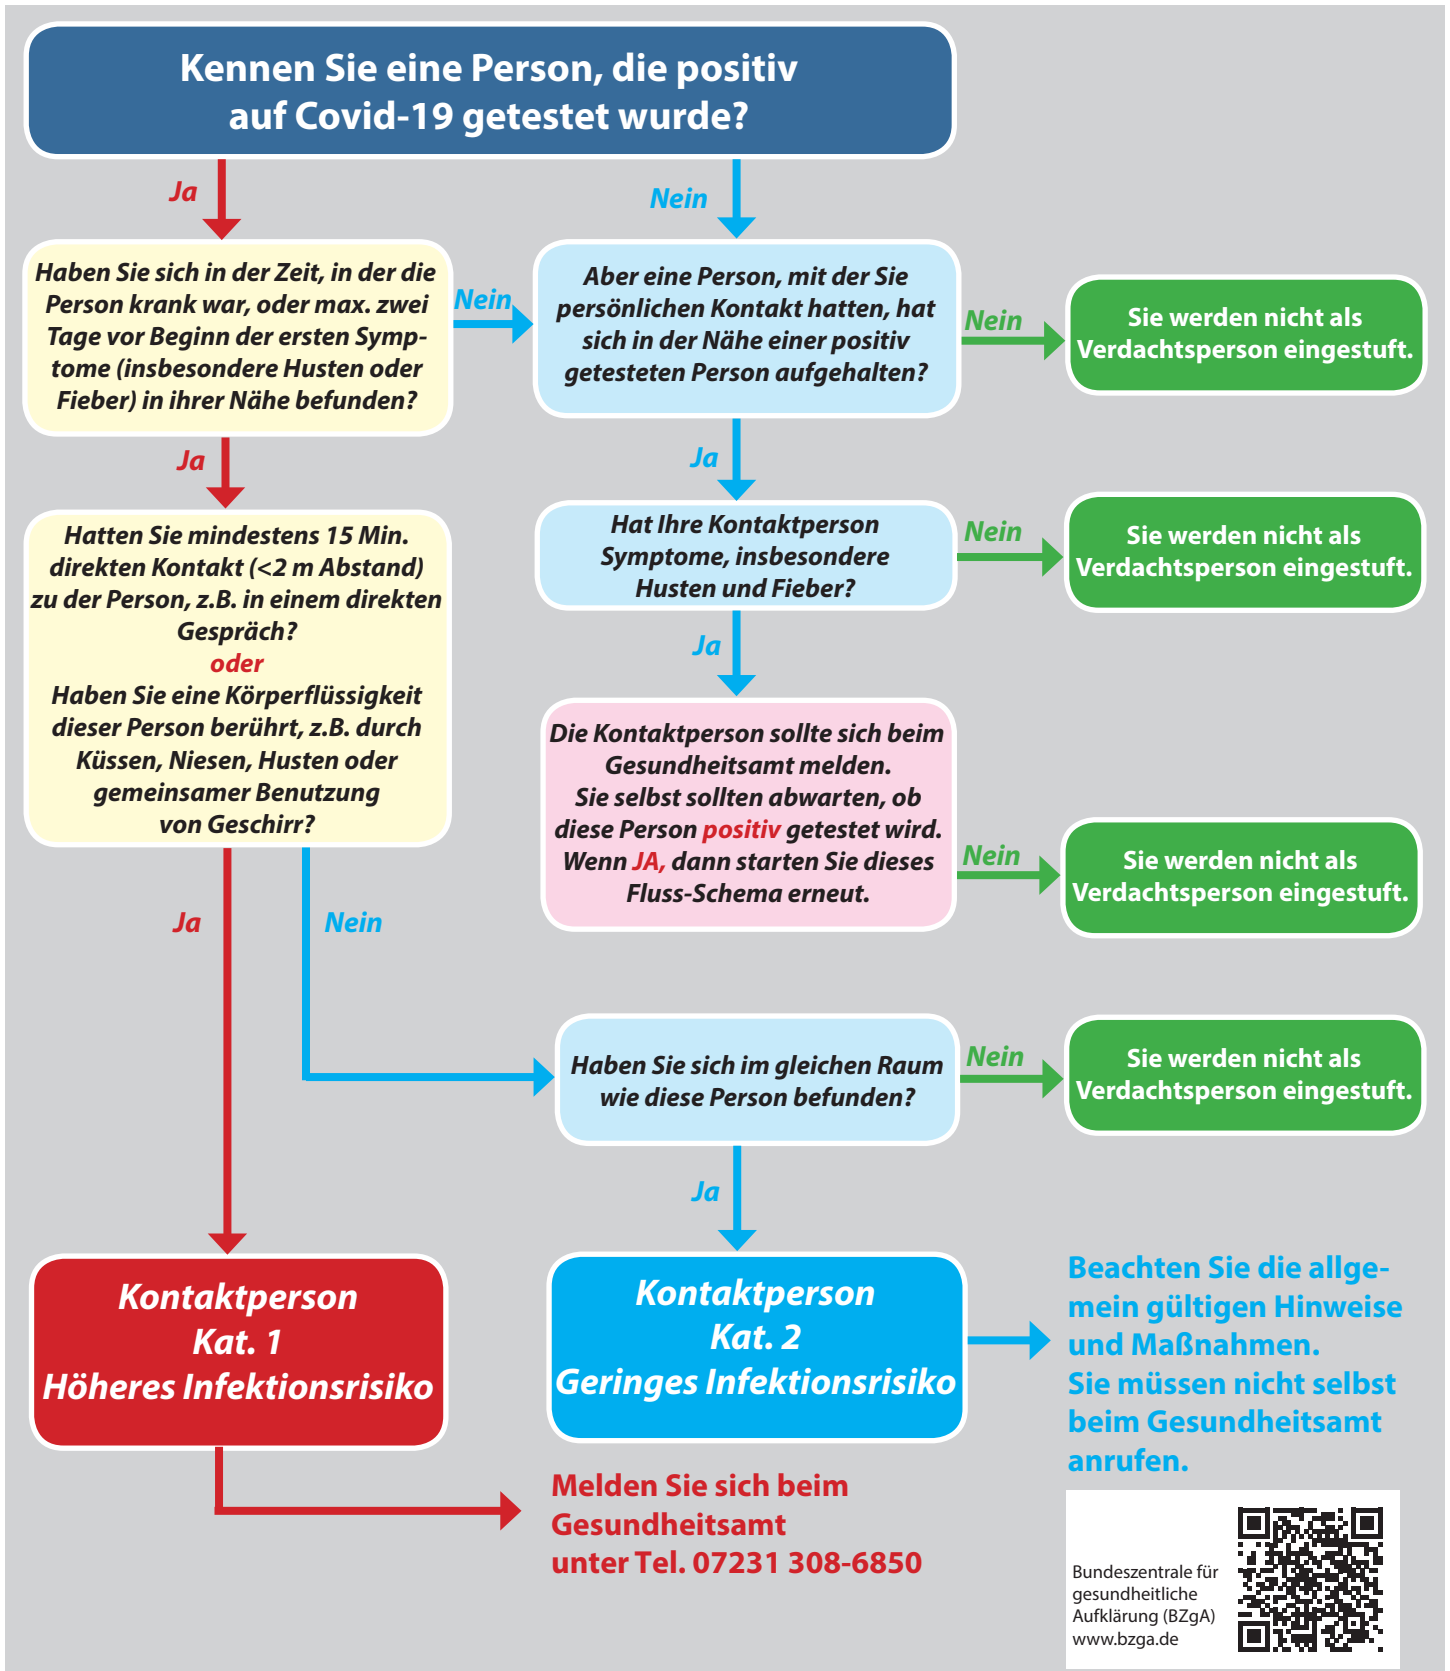 Kennen Sie eine Person, die positiv
auf Covid-19 getestet wurde?
Ja
Nein
Haben Sie sich in der Zeit, in der die
Person krank war, oder max. zwei
Tage vor Beginn der ersten Symp-
tome (insbesondere Husten oder
Fieber) in ihrer Nähe befunden?
Nein
Aber eine Person, mit der Sie
persönlichen Kontakt hatten, hat
sich in der Nähe einer positiv
getesteten Person aufgehalten?
Nein
Sie werden nicht als
Verdachtsperson eingestuft.
Ja
Ja
Hatten Sie mindestens 15 Min.
direkten Kontakt (<2 m Abstand)
zu der Person, z.B. in einem direkten
Gespräch?
oder
Haben Sie eine Körperflüssigkeit
dieser Person berührt, z.B. durch
Küssen, Niesen, Husten oder
gemeinsamer Benutzung
von Geschirr?
Hat Ihre Kontaktperson
Symptome, insbesondere
Husten und Fieber?
Nein
Sie werden nicht als
Verdachtsperson eingestuft.
Ja
Die Kontaktperson sollte sich beim
Gesundheitsamt melden.
Sie selbst sollten abwarten, ob
diese Person positiv getestet wird.
Wenn JA, dann starten Sie dieses
Fluss-Schema erneut.
Nein
Sie werden nicht als
Verdachtsperson eingestuft.
Ja
Nein
Haben Sie sich im gleichen Raum
wie diese Person befunden?
Nein
Sie werden nicht als
Verdachtsperson eingestuft.
Ja
Kontaktperson
Kat. 1
Höheres Infektionsrisiko
Kontaktperson
Kat. 2
Geringes Infektionsrisiko
Beachten Sie die allge-
mein gültigen Hinweise
und Maßnahmen.
Sie müssen nicht selbst
beim Gesundheitsamt
anrufen.
Melden Sie sich beim
Gesundheitsamt
unter Tel. 07231 308-6850
Bundeszentrale für
gesundheitliche
Aufklärung (BZgA)
www.bzga.de